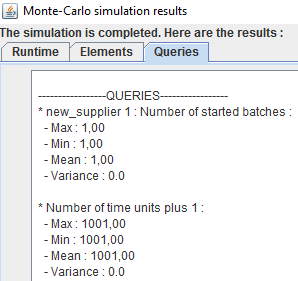 Monte-Carlo simulation results
The simulation is completed. Here are the results :
Runtime Elements Queries
-----------------QUERIES-----------------
* new_supplier 1 : Number of started batches :
- Max : 1,00
- Min : 1,00
- Mean : 1,00
- Variance : 0.0
* Number of time units plus 1 :
- Max : 1001,00
- Min : 1001,00
- Mean : 1001,00
- Variance : 0.0